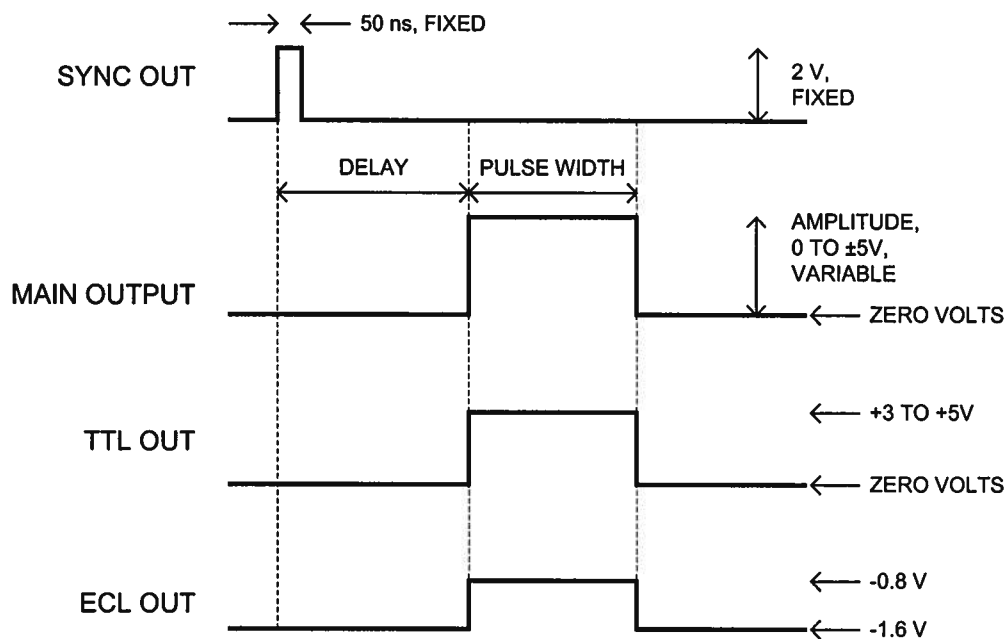 50 ns, FIXED
SYNC OUT
2 V,
FIXED
DELAY
PULSE WIDTH
AMPLITUDE,
0 TO ±5V,
VARIABLE
MAIN OUTPUT
ZERO VOLTS
+3 TO +5V
TTL OUT
ZERO VOLTS
-0.8 V
ECL OUT
-1.6 V